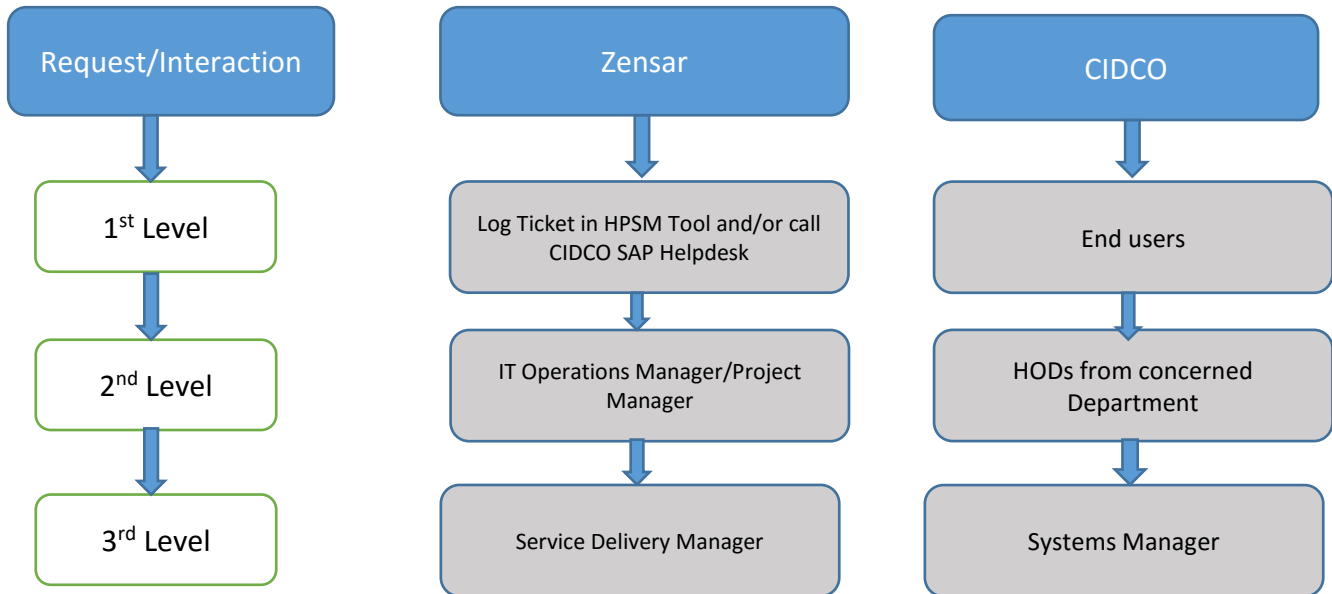 Request/Interaction
Zensar
CIDCO
1st Level
Log Ticket in HPSM Tool and/or call
CIDCO SAP Helpdesk
End users
2nd Level
IT Operations Manager/Project
Manager
HODs from concerned
Department
3rd Level
Service Delivery Manager
Systems Manager